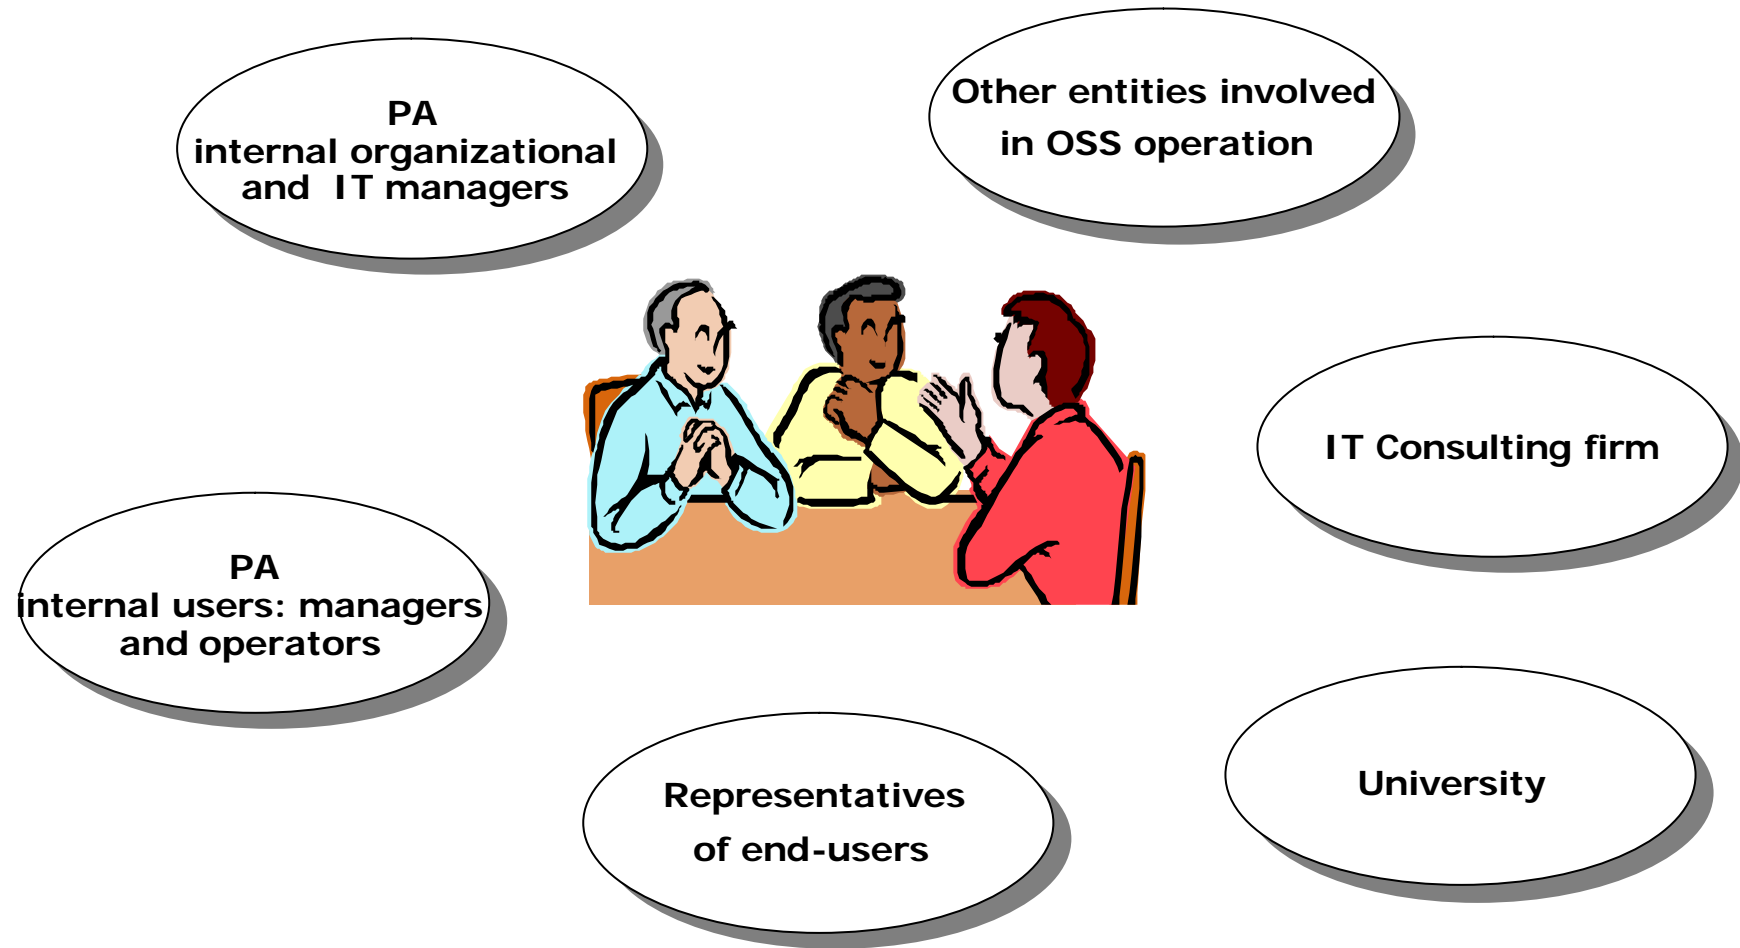 PA
internal organizational
and IT managers
Other entities involved
in OSS operation
IT Consulting firm
PA
internal users: managers
and operators
Representatives
of end-users
University